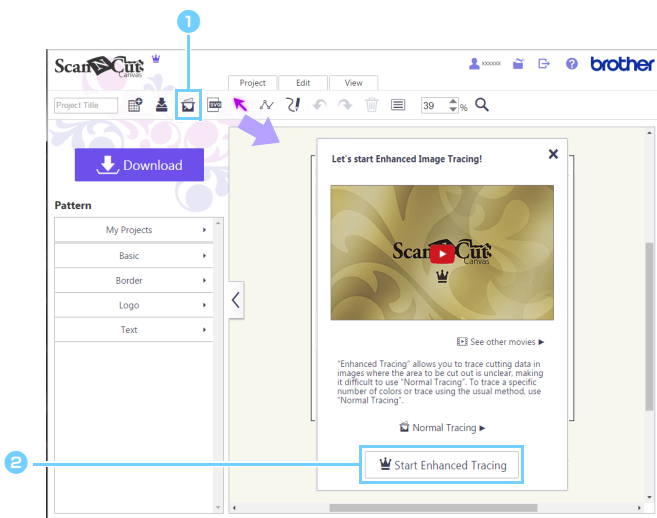 1
ScanNCut
Canvas
xxxxxx
brother
Project Edit View
Project Title
SVG
39 %
Let's start Enhanced Image Tracing!
Download
Pattern
My Projects
Basic
Border
Logo
Text
ScanNCut
Canvas
See other movies
"Enhanced Tracing" allows you to trace cutting data in
images where the area to be cut out is unclear, making
it difficult to use "Normal Tracing". To trace a specific
number of colors or trace using the usual method, use
"Normal Tracing".
Normal Tracing
2
Start Enhanced Tracing